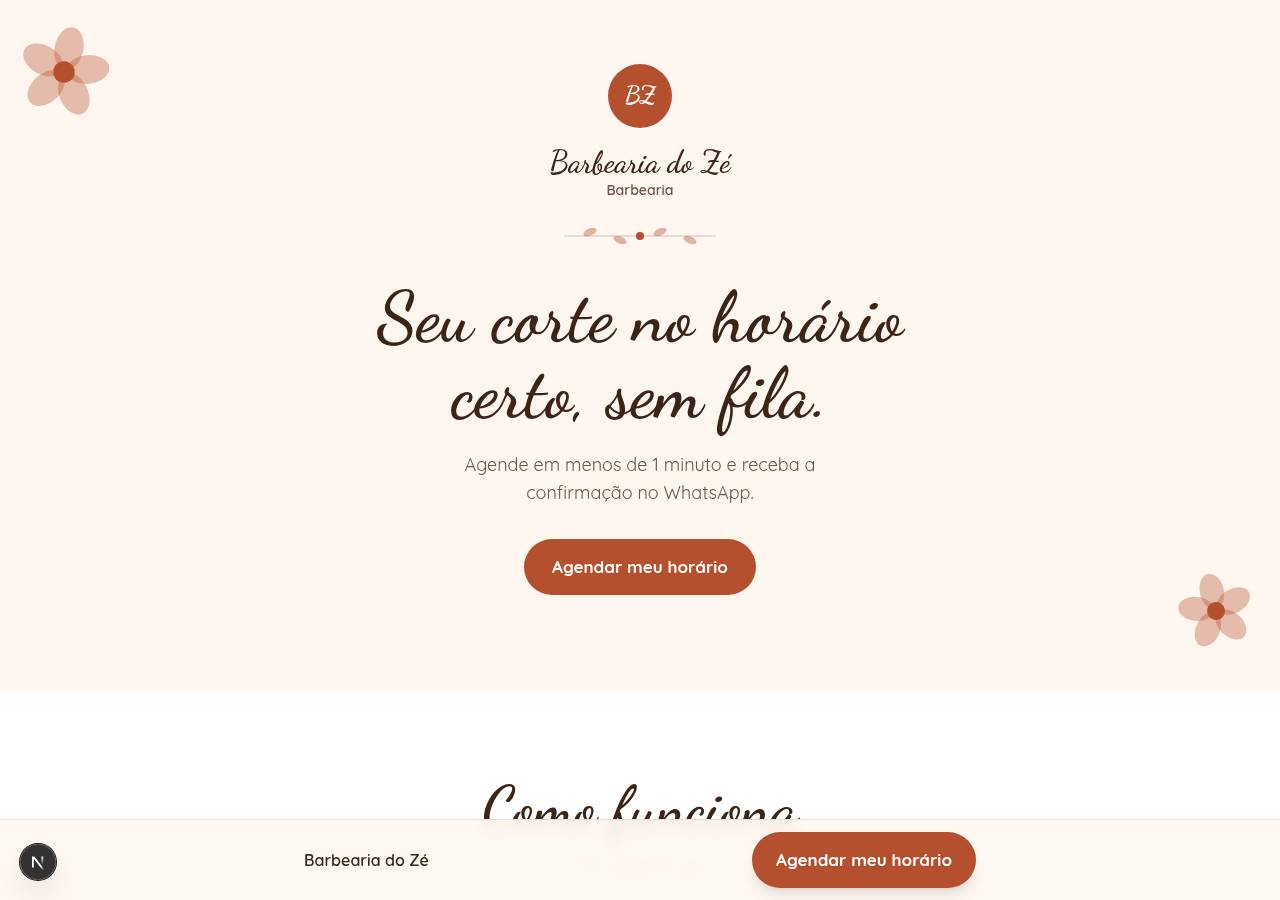 BZ
Barbearia do Zé
Barbearia
Seu corte no horário
certo, sem fila.
Agende em menos de 1 minuto e receba a
confirmação no WhatsApp.
Agendar meu horário
Como funciona
N
Barbearia do Zé
Agendar meu horário